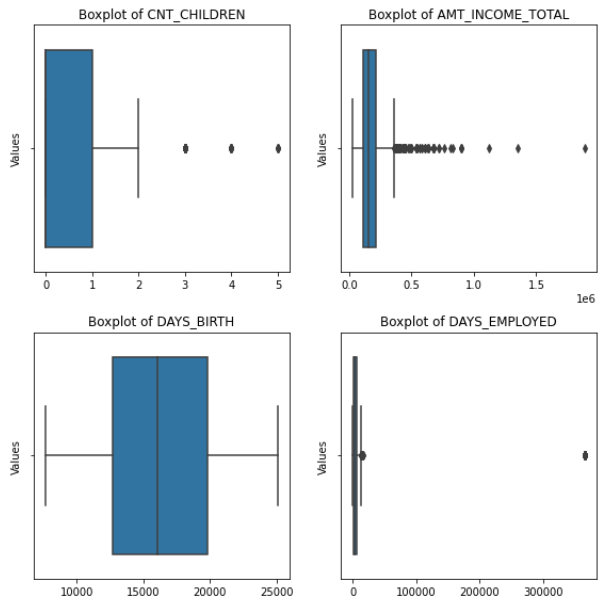 Boxplot of CNT_CHILDREN
Values
0 1 2 3 4 5
Boxplot of AMT_INCOME_TOTAL
Values
0.0 0.5 1.0 1.5
1e6
Boxplot of DAYS_BIRTH
Values
10000 15000 20000 25000
Boxplot of DAYS_EMPLOYED
Values
0 100000 200000 300000